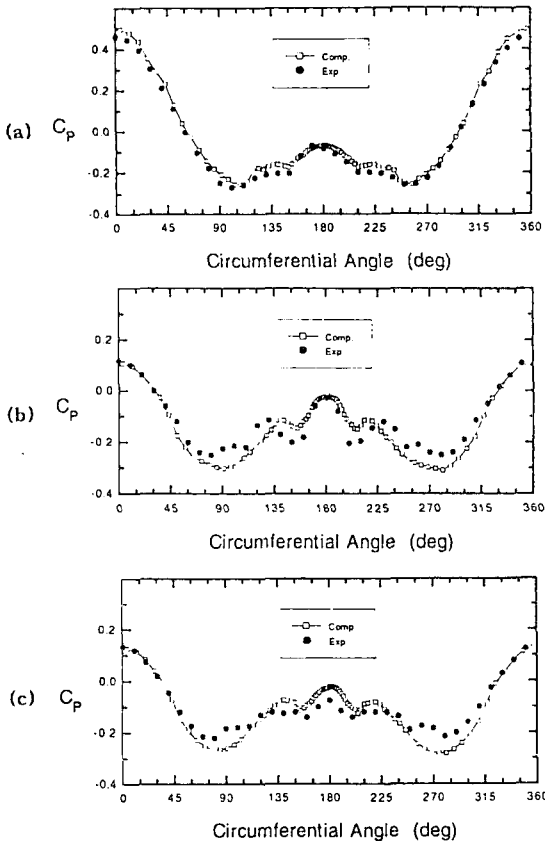 0.4
Comp.
Exp
0.2
(a) Cp
0.0
-0.2
-0.4
0 45 90 135 180 225 270 315 360
Circumferential Angle (deg)
0.2
Comp.
Exp
(b) Cp
0.0
-0.2
-0.4
0 45 90 135 180 225 270 315 360
Circumferential Angle (deg)
0.2
Comp
Exp
(c) Cp
0.0
-0.2
-0.4
0 45 90 135 180 225 270 315 360
Circumferential Angle (deg)